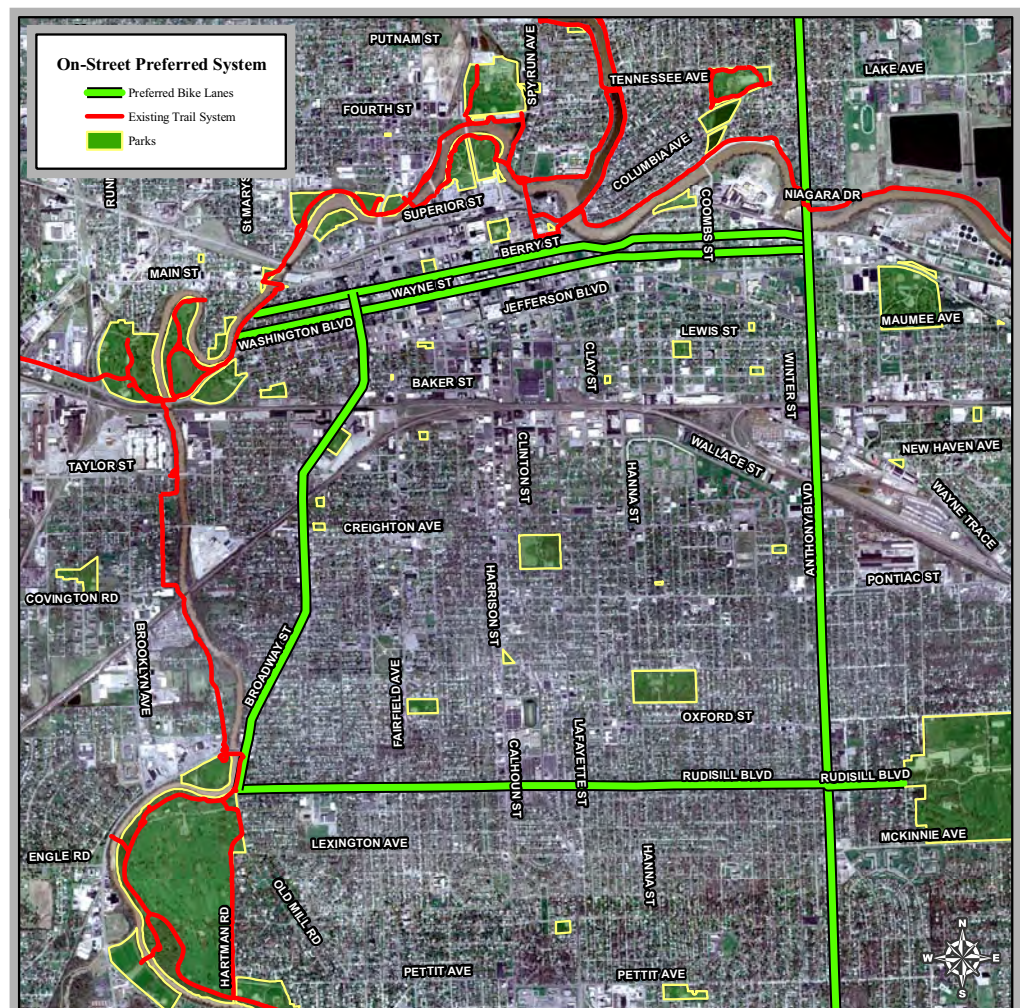 On-Street Preferred System
Preferred Bike Lanes
Existing Trail System
Parks
PUTNAM ST
SPY RUN AVE
TENNESSEE AVE
LAKE AVE
FOURTH ST
COLUMBIA AVE
St MARYS
SUPERIOR ST
COOMBS ST
NIAGARA DR
BERRY ST
MAIN ST
WAYNE ST
JEFFERSON BLVD
MAUMEE AVE
WASHINGTON BLVD
LEWIS ST
CLAY ST
BAKER ST
WINTER ST
CLINTON ST
WALLACE ST
NEW HAVEN AVE
TAYLOR ST
HANNA ST
WAYNE TRACE
CREIGHTON AVE
ANTHONY BLVD
PONTIAC ST
COVINGTON RD
HARRISON ST
BROOKLYN AVE
BROADWAY ST
FAIRFIELD AVE
OXFORD ST
LAFAYETTE ST
CALHOUN ST
RUDISILL BLVD
RUDISILL BLVD
MCKINNIE AVE
LEXINGTON AVE
ENGLE RD
HANNA ST
OLD MILL RD
HARTMAN RD
PETTIT AVE
PETTIT AVE
N
W
E
S